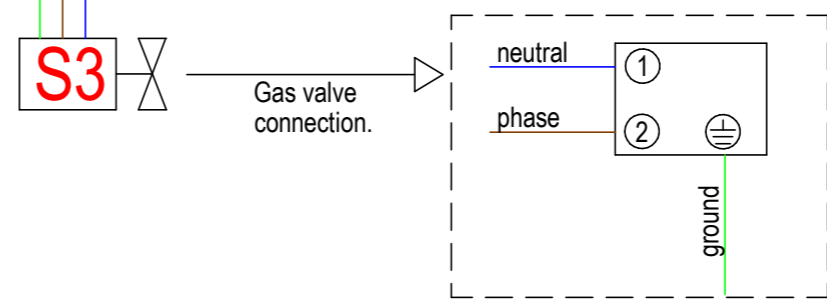 S3
Gas valve
connection.
neutral
1
phase
2
ground